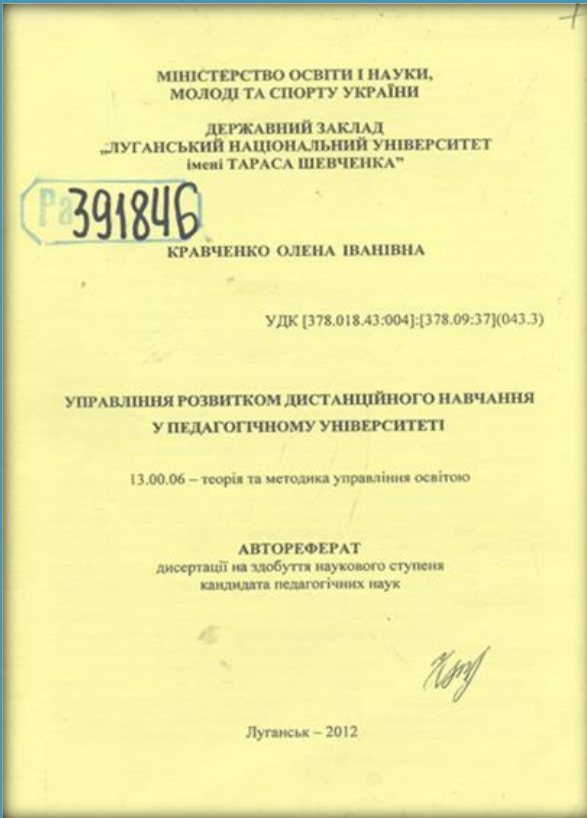 МІНІСТЕРСТВО ОСВІТИ І НАУКИ,
МОЛОДІ ТА СПОРТУ УКРАЇНИ
ДЕРЖАВНИЙ ЗАКЛАД
„ЛУГАНСЬКИЙ НАЦІОНАЛЬНИЙ УНІВЕРСИТЕТ
імені ТАРАСА ШЕВЧЕНКА”
Ра 391846
КРАВЧЕНКО ОЛЕНА ІВАНІВНА
УДК [378.018.43:004]:[378.09:37](043.3)
УПРАВЛІННЯ РОЗВИТКОМ ДИСТАНЦІЙНОГО НАВЧАННЯ
У ПЕДАГОГІЧНОМУ УНІВЕРСИТЕТІ
13.00.06 – теорія та методика управління освітою
АВТОРЕФЕРАТ
дисертації на здобуття наукового ступеня
кандидата педагогічних наук
Луганськ – 2012